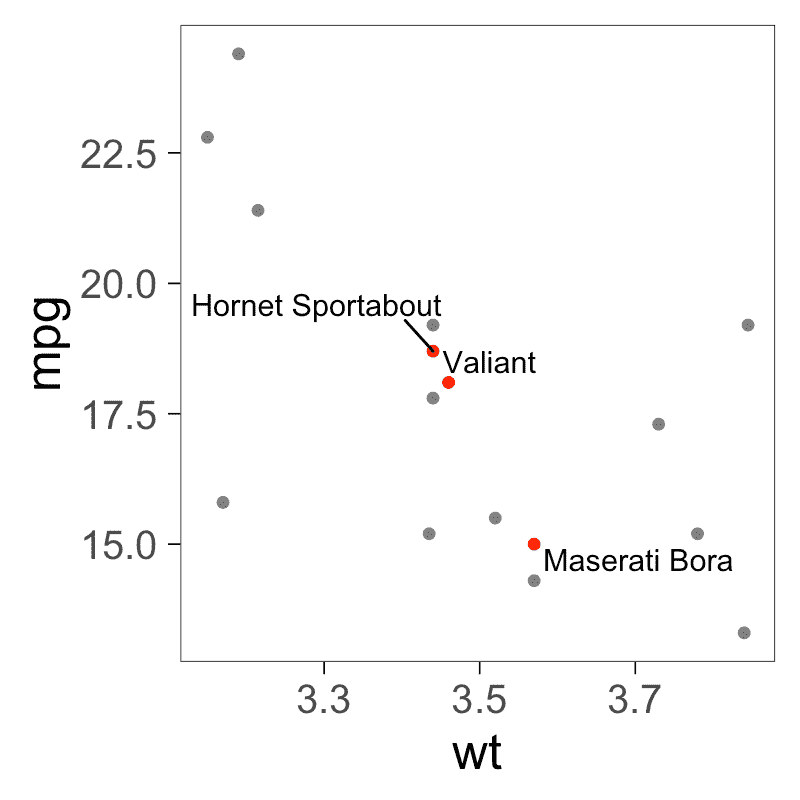 22.5
20.0
Hornet Sportabout
mpg
Valiant
17.5
15.0
Maserati Bora
3.3 3.5 3.7
wt